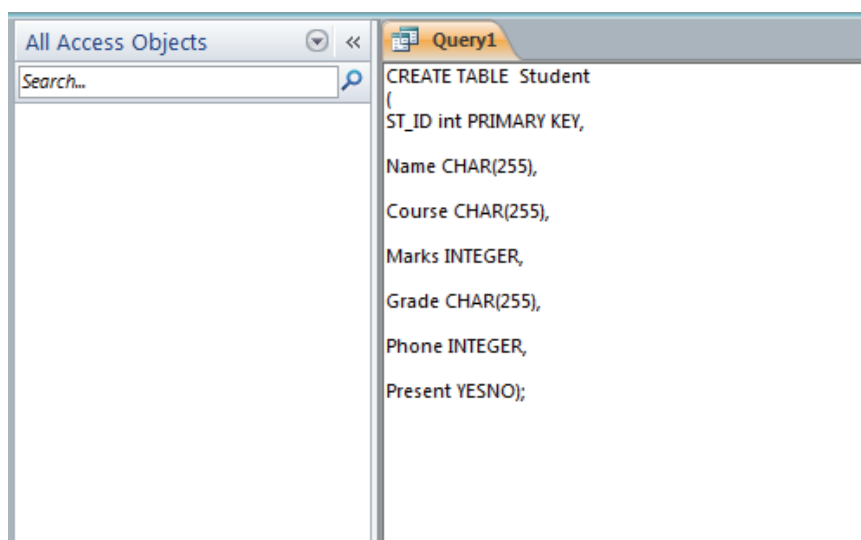 All Access Objects
Search...
Query1
CREATE TABLE  Student
(
ST_ID int PRIMARY KEY,
Name CHAR(255),
Course CHAR(255),
Marks INTEGER,
Grade CHAR(255),
Phone INTEGER,
Present YESNO);